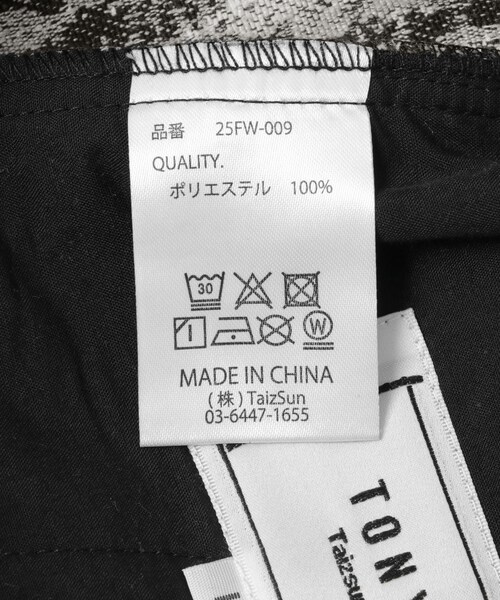 品番 25FW-009
QUALITY.
ポリエステル 100%
30
W
MADE IN CHINA
(株) TaizSun
03-6447-1655
TaizSun